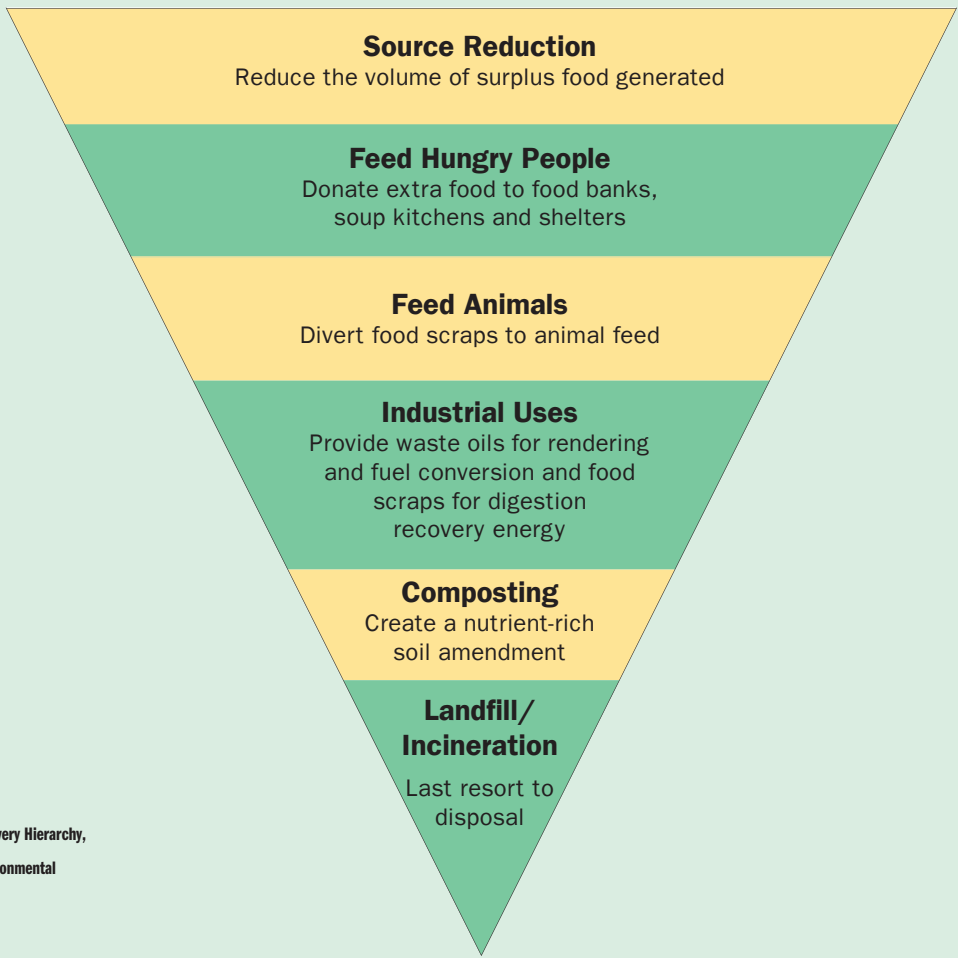 Source Reduction
Reduce the volume of surplus food generated
Feed Hungry People
Donate extra food to food banks,
soup kitchens and shelters
Feed Animals
Divert food scraps to animal feed
Industrial Uses
Provide waste oils for rendering
and fuel conversion and food
scraps for digestion
recovery energy
Composting
Create a nutrient-rich
soil amendment
Landfill/
Incineration
Last resort to
disposal
Hierarchy,